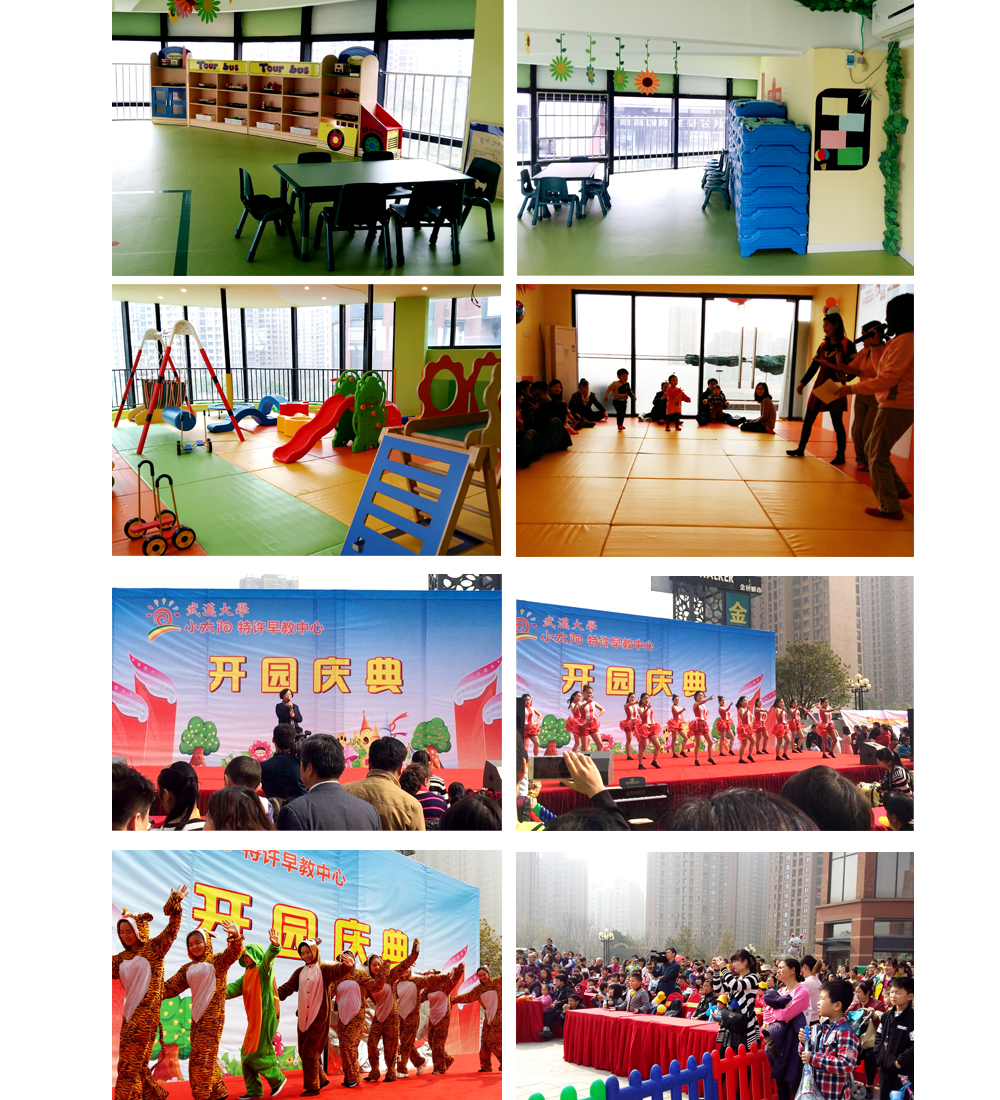 Tour bus Tour bus
武漢大學
小太阳 特许早教中心
开园庆典
WALKER
金
武漢大學
小太阳 特许早教中心
开园庆典
特许早教中心
开园庆典